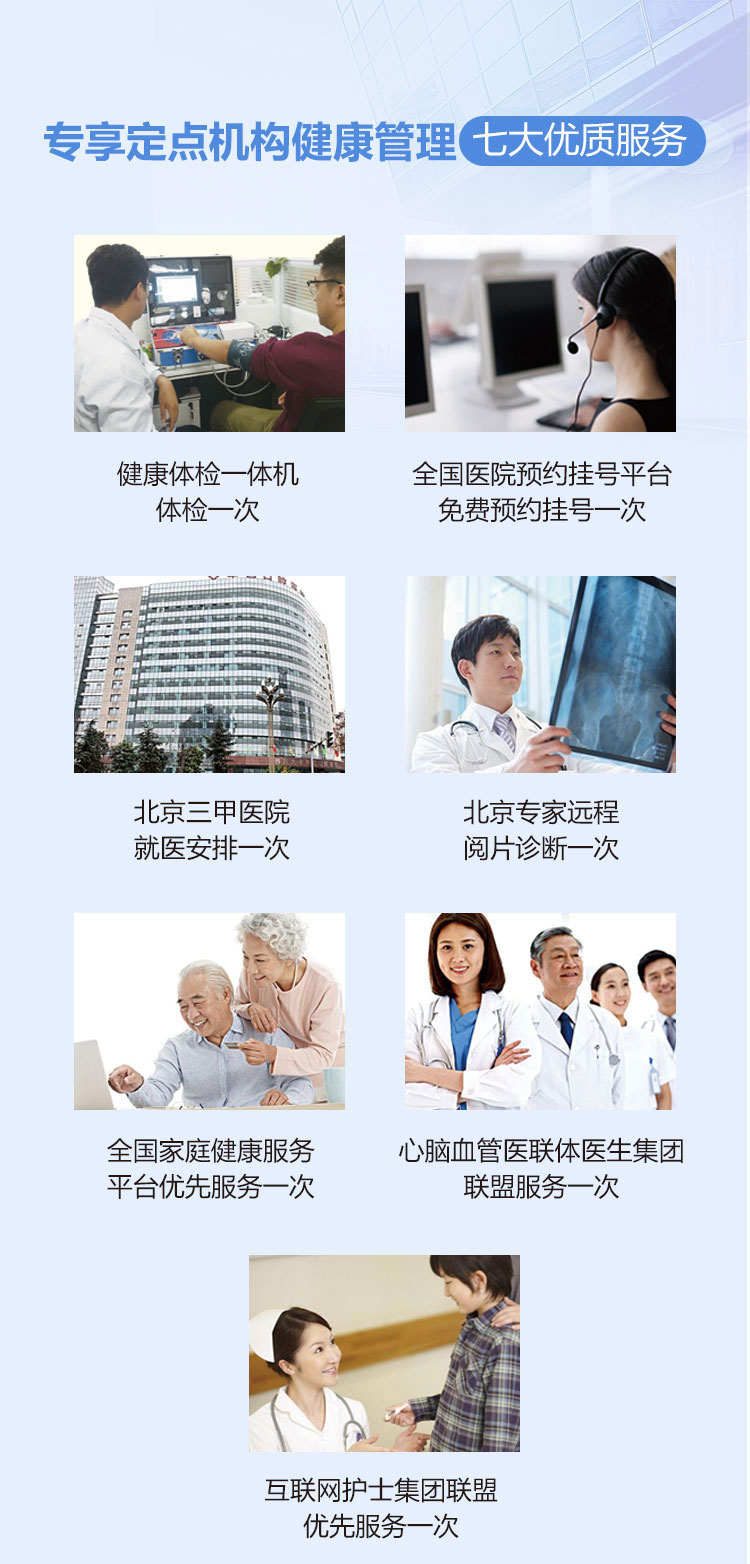 专享定点机构健康管理 七大优质服务
健康体检一体机
体检一次
全国医院预约挂号平台
免费预约挂号一次
北京三甲医院
就医安排一次
北京专家远程
阅片诊断一次
全国家庭健康服务
平台优先服务一次
心脑血管医联体医生集团
联盟服务一次
互联网护士集团联盟
优先服务一次